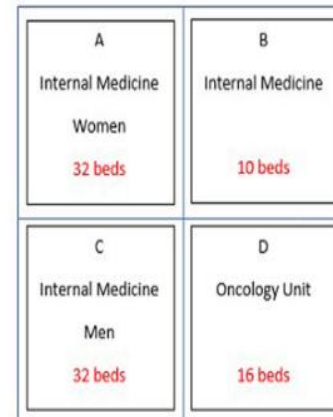 A
Internal Medicine
Women
32 beds
B
Internal Medicine
10 beds
C
Internal Medicine
Men
32 beds
D
Oncology Unit
16 beds